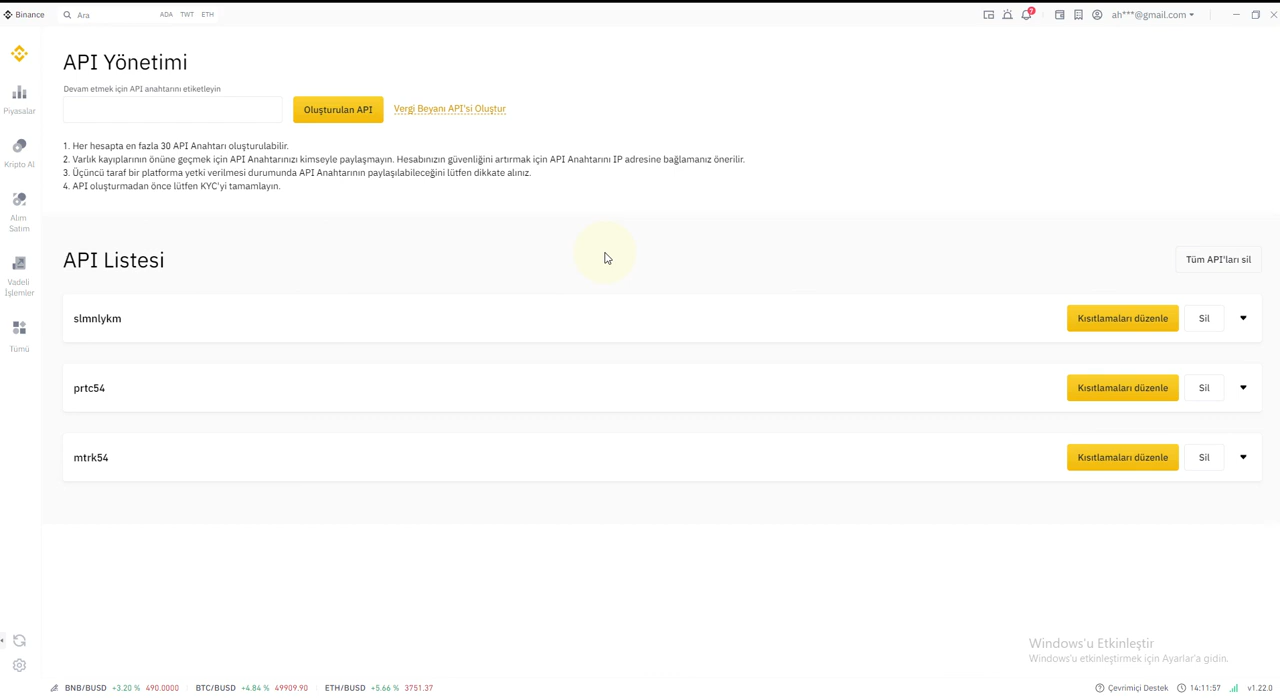 Binance
Ara
ADA TWT ETH
7
ah***@gmail.com
Piyasalar
Kripto Al
Alım
Satım
Vadeli
İşlemler
Tümü
API Yönetimi
Devam etmek için API anahtarını etiketleyin
Oluşturulan API
Vergi Beyanı API'si Oluştur
1. Her hesapta en fazla 30 API Anahtarı oluşturulabilir.
2. Varlık kayıplarının önüne geçmek için API Anahtarınızı kimseyle paylaşmayın. Hesabınızın güvenliğini artırmak için API Anahtarını IP adresine bağlamanız önerilir.
3. Üçüncü taraf bir platforma yetki verilmesi durumunda API Anahtarının paylaşılabileceğini lütfen dikkate alınız.
4. API oluşturmadan önce lütfen KYC'yi tamamlayın.
API Listesi
Tüm API'ları sil
slmnlykm
Kısıtlamaları düzenle
Sil
prtc54
Kısıtlamaları düzenle
Sil
mtrk54
Kısıtlamaları düzenle
Sil
Windows'u Etkinleştir
Windows'u etkinleştirmek için Ayarlar'a gidin.
BNB/BUSD +3.20 % 490.0000
BTC/BUSD +4.84 % 49909.90
ETH/BUSD +5.66 % 3751.37
Çevrimiçi Destek
14:11:57
v1.22.0